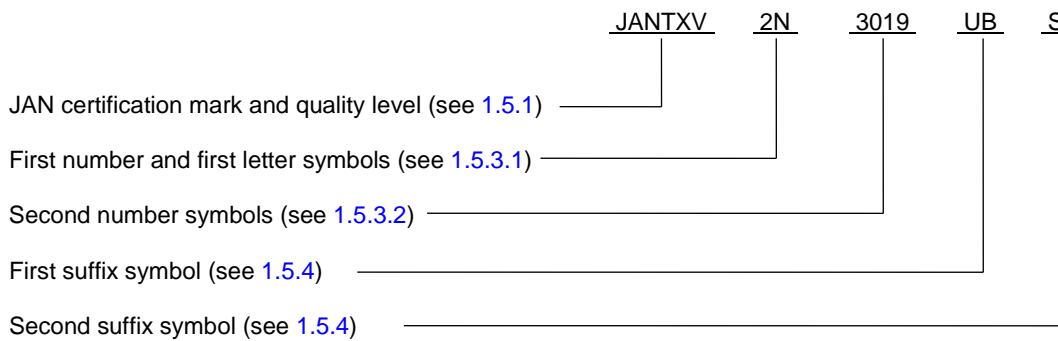 JANTXV 2N 3019 UB S
JAN certification mark and quality level (see 1.5.1)
First number and first letter symbols (see 1.5.3.1)
Second number symbols (see 1.5.3.2)
First suffix symbol (see 1.5.4)
Second suffix symbol (see 1.5.4)